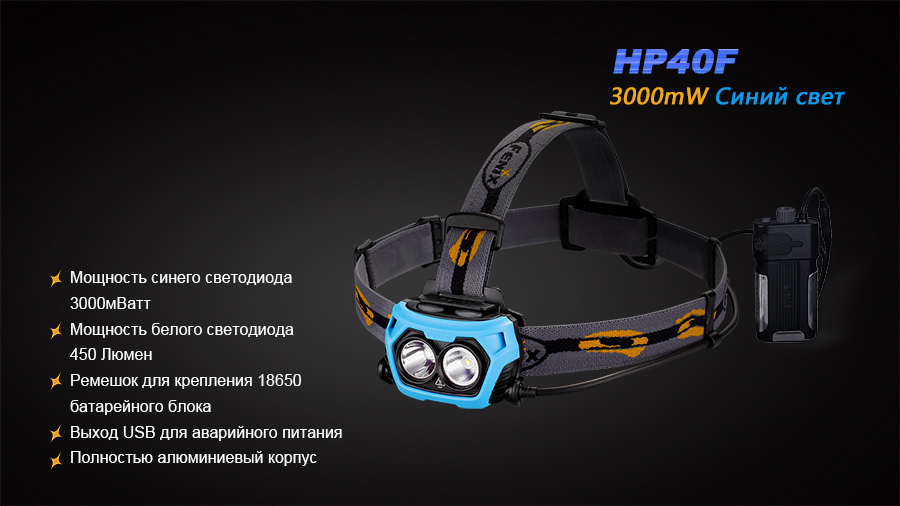 HP40F
3000mW Синий свет
FENIX
Мощность синего светодиода
3000мВатт
Мощность белого светодиода
450 Люмен
Ремешок для крепления 18650
батарейного блока
Выход USB для аварийного питания
Полностью алюминиевый корпус